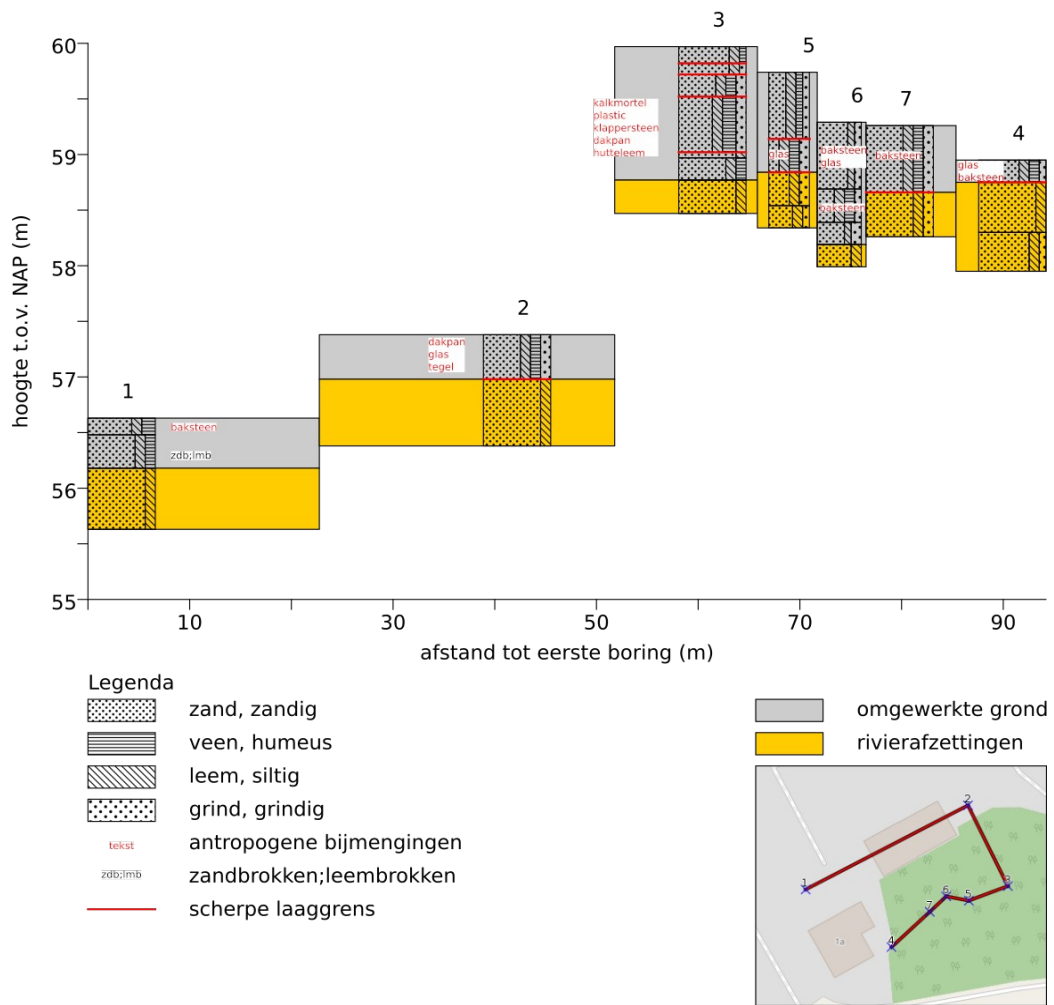 hoogte t.o.v. NAP (m)
60
59
58
57
56
55
10
30
50
70
90
afstand tot eerste boring (m)
1
2
3
5
6
7
4
baksteen
zdb;lmb
dakpan
glas
tegel
kalkmortel
plastic
klappersteen
dakpan
hutteleem
glas
baksteen
glas
baksteen
baksteen
glas
baksteen
Legenda
zand, zandig
veen, humeus
leem, siltig
grind, grindig
tekst antropogene bijmengingen
zdb;lmb zandbrokken;leembrokken
scherpe laaggrens
omgewerkte grond
rivierafzettingen
2
1
3
6
5
7
4
1a